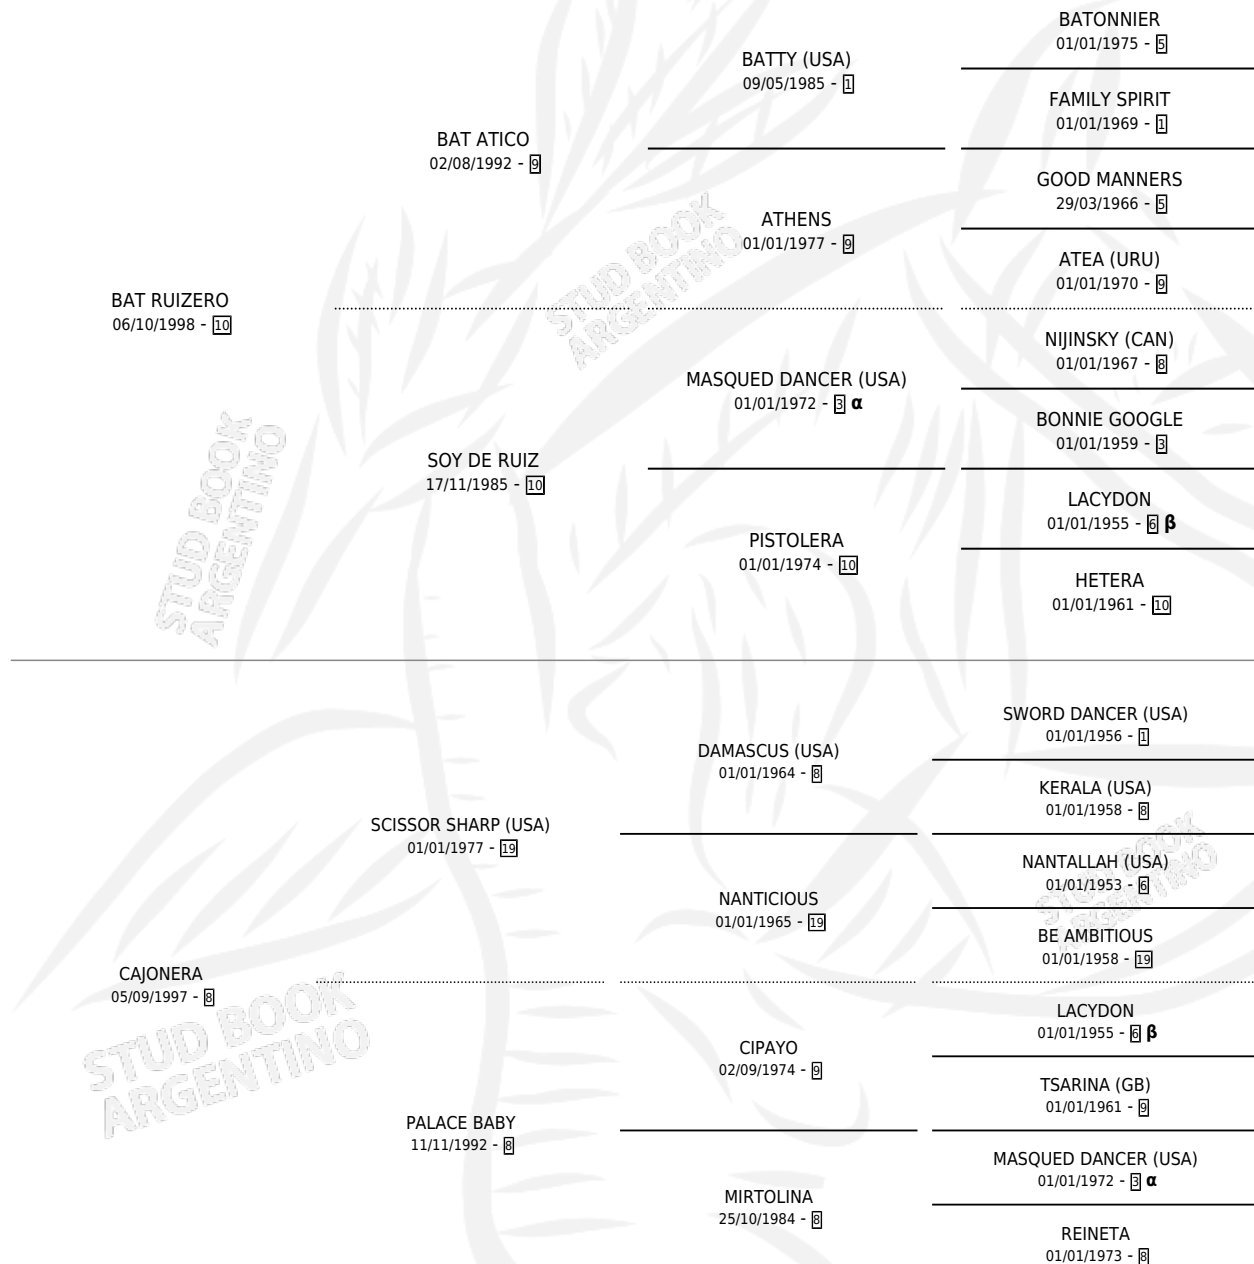 BATONNIER
01/01/1975 - 5
BATTY (USA)
09/05/1985 - 1
FAMILY SPIRIT
01/01/1969 - 1
BAT ATICO
02/08/1992 - 9
GOOD MANNERS
29/03/1966 - 5
ATHENS
01/01/1977 - 9
ATEA (URU)
01/01/1970 - 9
BAT RUIZERO
06/10/1998 - 10
NIJINSKY (CAN)
01/01/1967 - 8
MASQUED DANCER (USA)
01/01/1972 - 3 α
BONNIE GOOGLE
01/01/1959 - 3
SOY DE RUIZ
17/11/1985 - 10
LACYDON
01/01/1955 - 6 β
PISTOLERA
01/01/1974 - 10
HETERA
01/01/1961 - 10
STUD BOOK
ARGENTINO
STUD BOOK
ARGENTINO
SWORD DANCER (USA)
01/01/1956 - 1
DAMASCUS (USA)
01/01/1964 - 8
KERALA (USA)
01/01/1958 - 8
SCISSOR SHARP (USA)
01/01/1977 - 19
NANTALLAH (USA)
01/01/1953 - 6
NANTICIOUS
01/01/1965 - 19
BE AMBITIOUS
01/01/1958 - 19
CAJONERA
05/09/1997 - 8
LACYDON
01/01/1955 - 6 β
CIPAYO
02/09/1974 - 9
TSARINA (GB)
01/01/1961 - 9
PALACE BABY
11/11/1992 - 8
MASQUED DANCER (USA)
01/01/1972 - 3 α
MIRTOLINA
25/10/1984 - 8
REINETA
01/01/1973 - 8
STUD BOOK
ARGENTINO
STUD BOOK
ARGENTINO